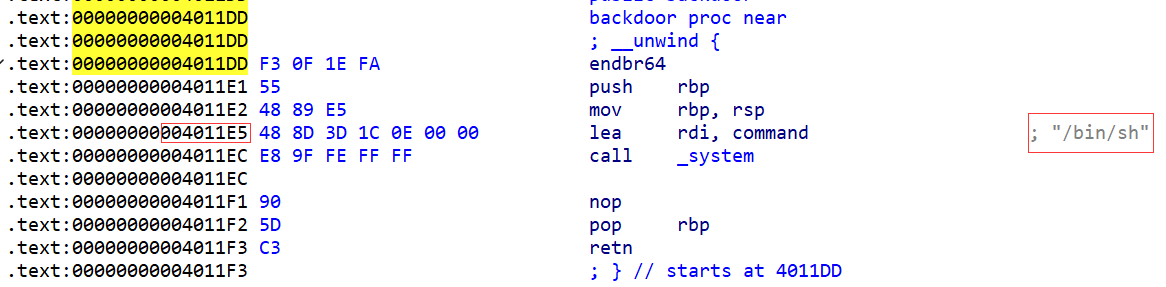 backdoor proc near
.text:00000000004011DD
.text:00000000004011DD ; __unwind {
.text:00000000004011DD F3 0F 1E FA endbr64
.text:00000000004011E1 55 push rbp
.text:00000000004011E2 48 89 E5 mov rbp, rsp
.text:00000000004011E5 48 8D 3D 1C 0E 00 00 lea rdi, command ; "/bin/sh"
.text:00000000004011EC E8 9F FE FF FF call _system
.text:00000000004011EC
.text:00000000004011F1 90 nop
.text:00000000004011F2 5D pop rbp
.text:00000000004011F3 C3 retn
.text:00000000004011F3 ; } // starts at 4011DD